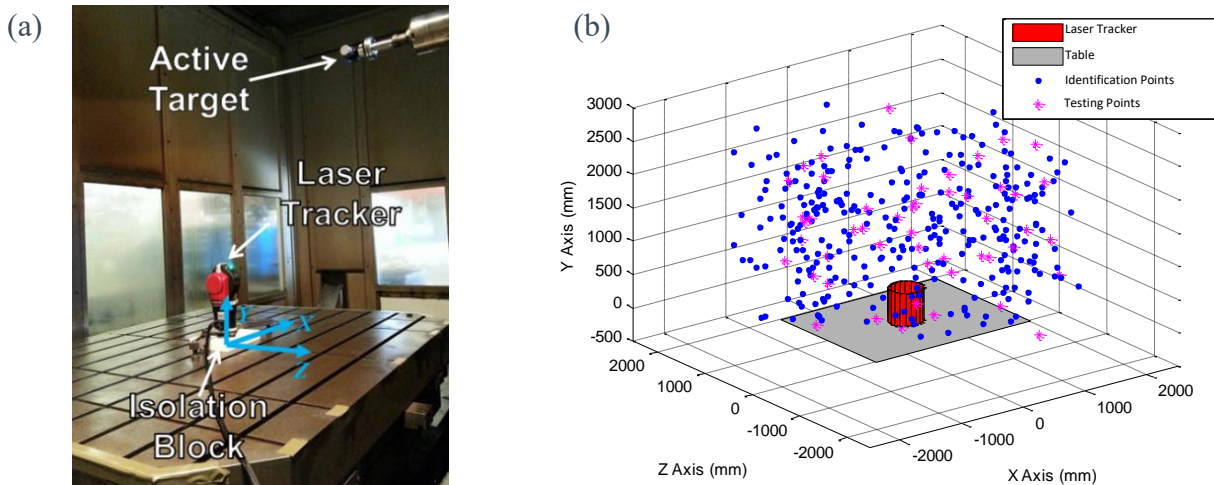 (a)
Active
Target
Laser
Tracker
Y
X
Z
Isolation
Block
(b)
Laser Tracker
Table
Identification Points
Testing Points
3000
2500
2000
1500
1000
500
0
-500
Y Axis (mm)
2000
1000
0
-1000
-2000
Z Axis (mm)
-2000
-1000
0
1000
2000
X Axis (mm)